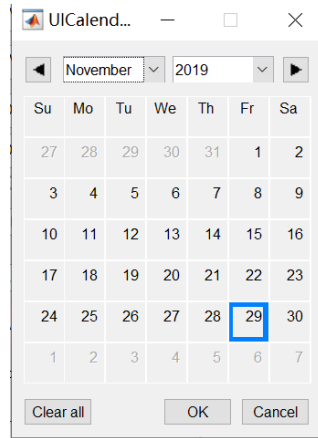 UICalend...
November 2019
Su Mo Tu We Th Fr Sa
27 28 29 30 31 1 2
3 4 5 6 7 8 9
10 11 12 13 14 15 16
17 18 19 20 21 22 23
24 25 26 27 28 29 30
1 2 3 4 5 6 7
Clear all OK Cancel